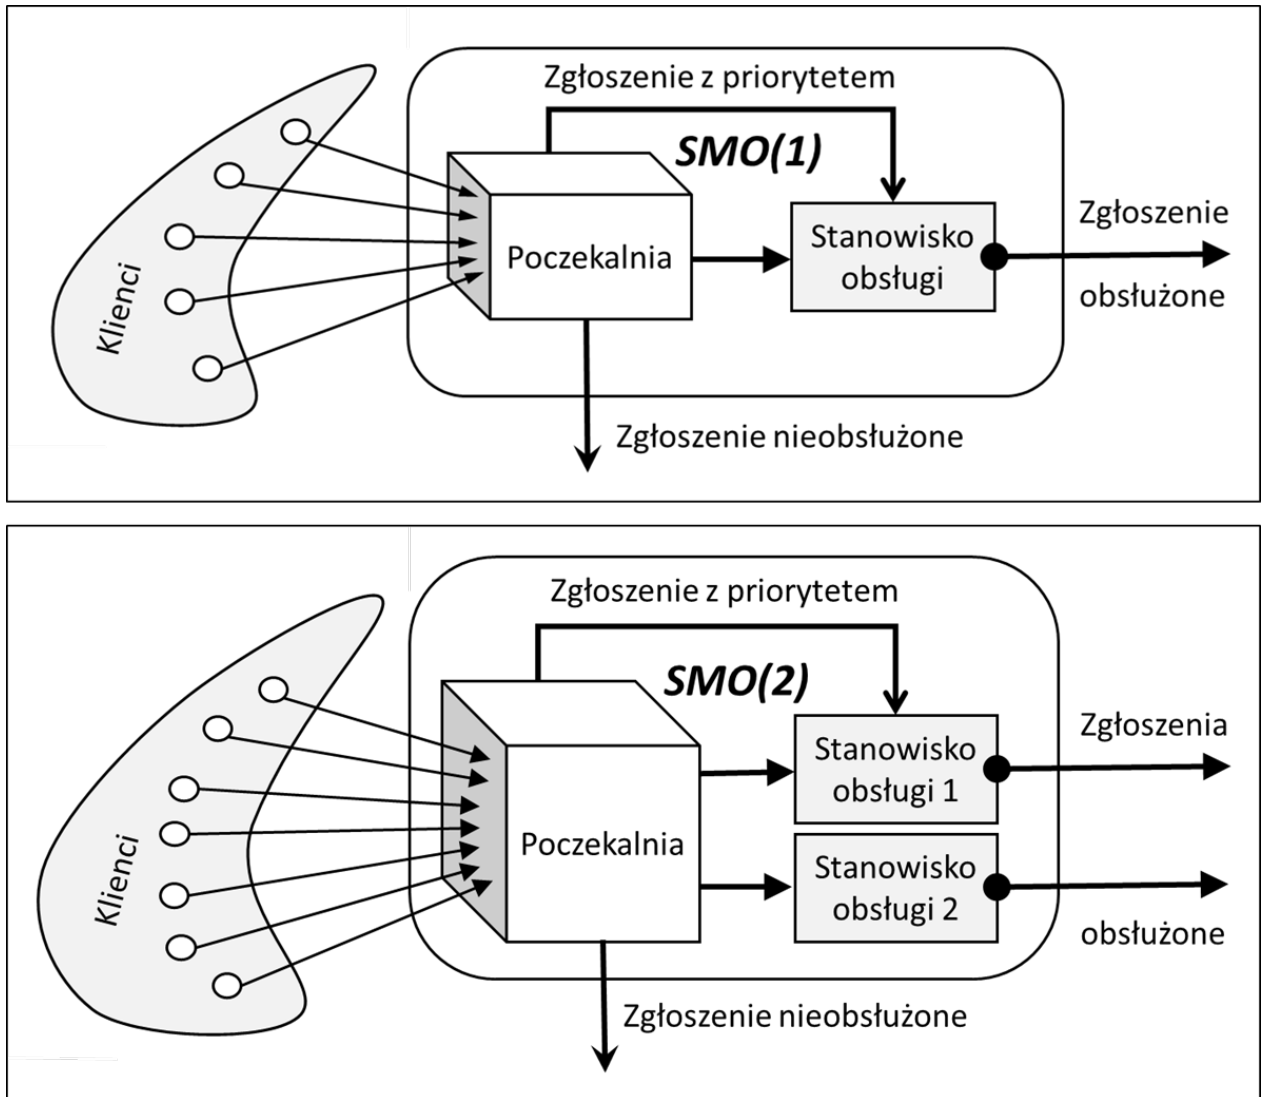 Zgłoszenie z priorytetem
SMO(1)
Klienci
Poczekalnia
Stanowisko
obsługi
Zgłoszenie
obsłużone
Zgłoszenie nieobsłużone
Zgłoszenie z priorytetem
SMO(2)
Klienci
Poczekalnia
Stanowisko
obsługi 1
Stanowisko
obsługi 2
Zgłoszenia
obsłużone
Zgłoszenie nieobsłużone